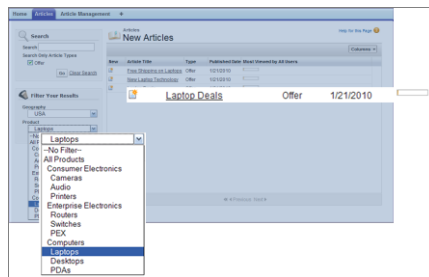 Home Articles Article Management +
Search
Search
Search Only Article Types
Offer
Go Clear Search
Filter Your Results
Geography
USA
Product
Laptops
Articles
New Articles
Help for this Page
Columns
New Article Title Type Published Date Most Viewed by All Users
Free Shipping on Laptops Offer 1/21/2010
New Laptop Technology Offer 1/21/2010
Laptop Deals Offer 1/21/2010
Laptops
--No Filter--
All Products
Consumer Electronics
Cameras
Audio
Printers
Enterprise Electronics
Routers
Switches
PEX
Computers
Laptops
Desktops
PDAs